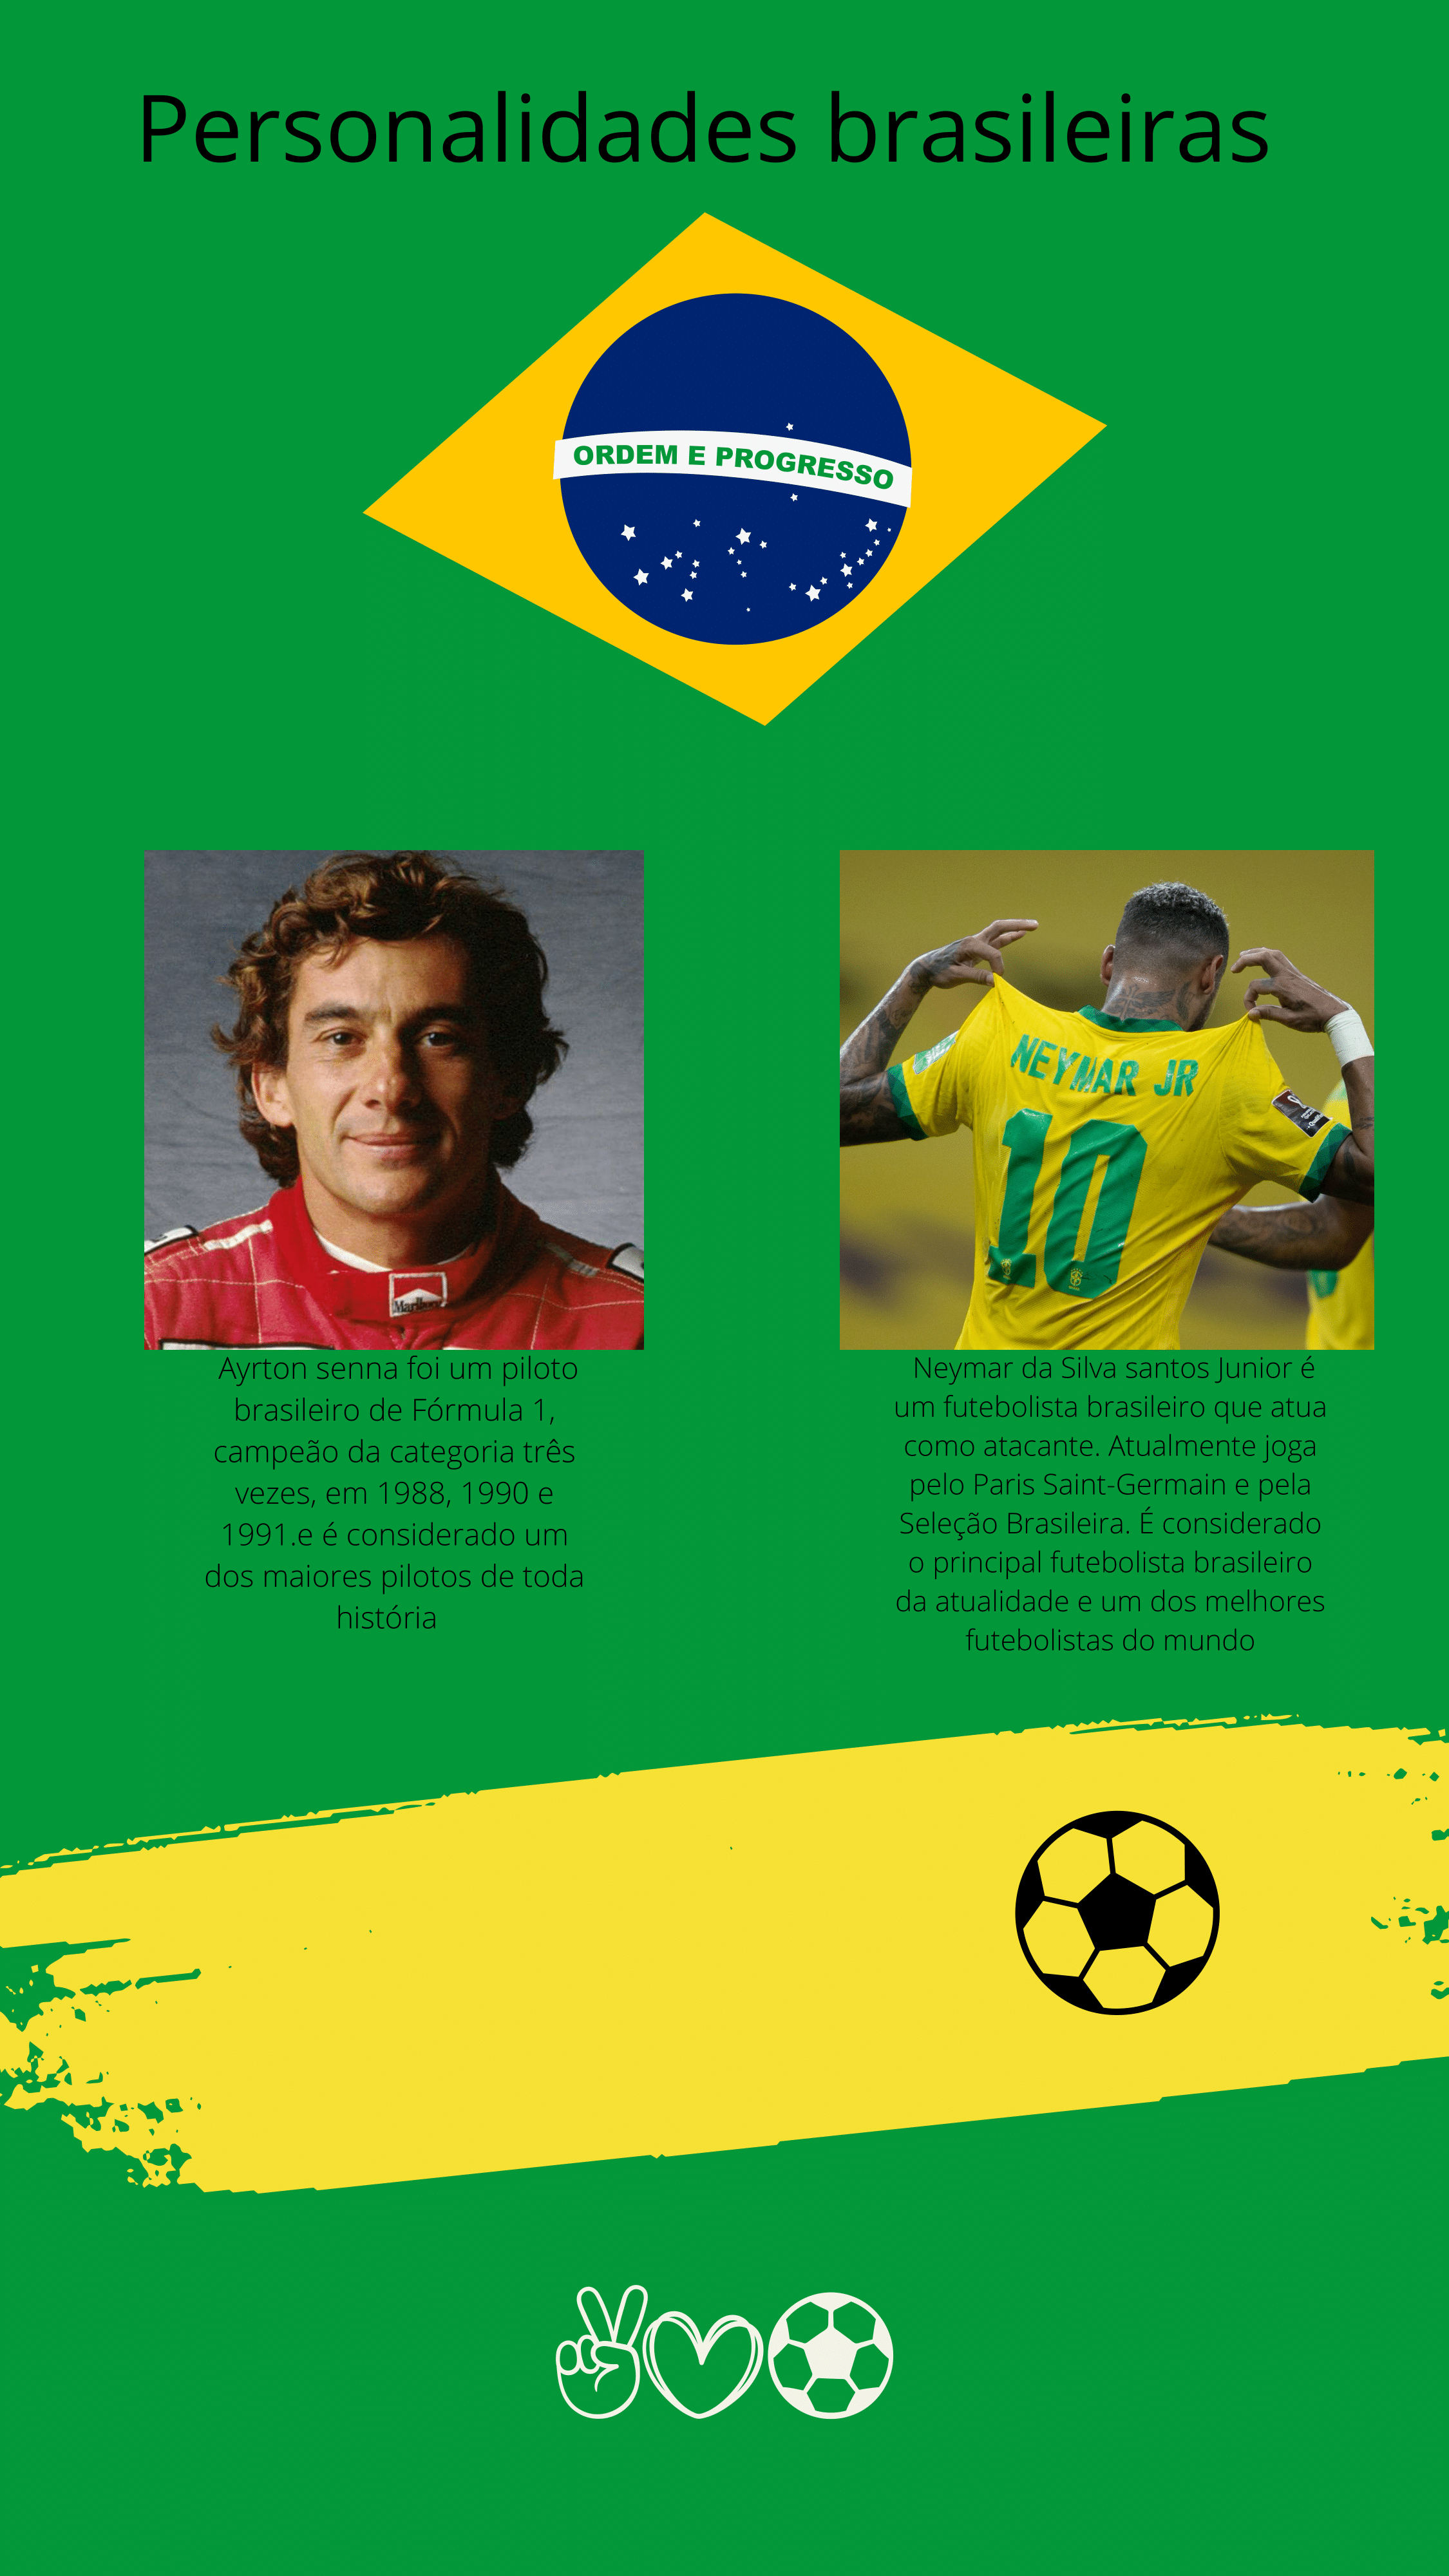 Personalidades brasileiras
ORDEM E PROGRESSO
NEYMAR JR
10
Marlboro
Ayrton senna foi um piloto
brasileiro de Fórmula 1,
campeão da categoria três
vezes, em 1988, 1990 e
1991.e é considerado um
dos maiores pilotos de toda
história
Neymar da Silva santos Junior é
um futebolista brasileiro que atua
como atacante. Atualmente joga
pelo Paris Saint-Germain e pela
Seleção Brasileira. É considerado
o principal futebolista brasileiro
da atualidade e um dos melhores
futebolistas do mundo